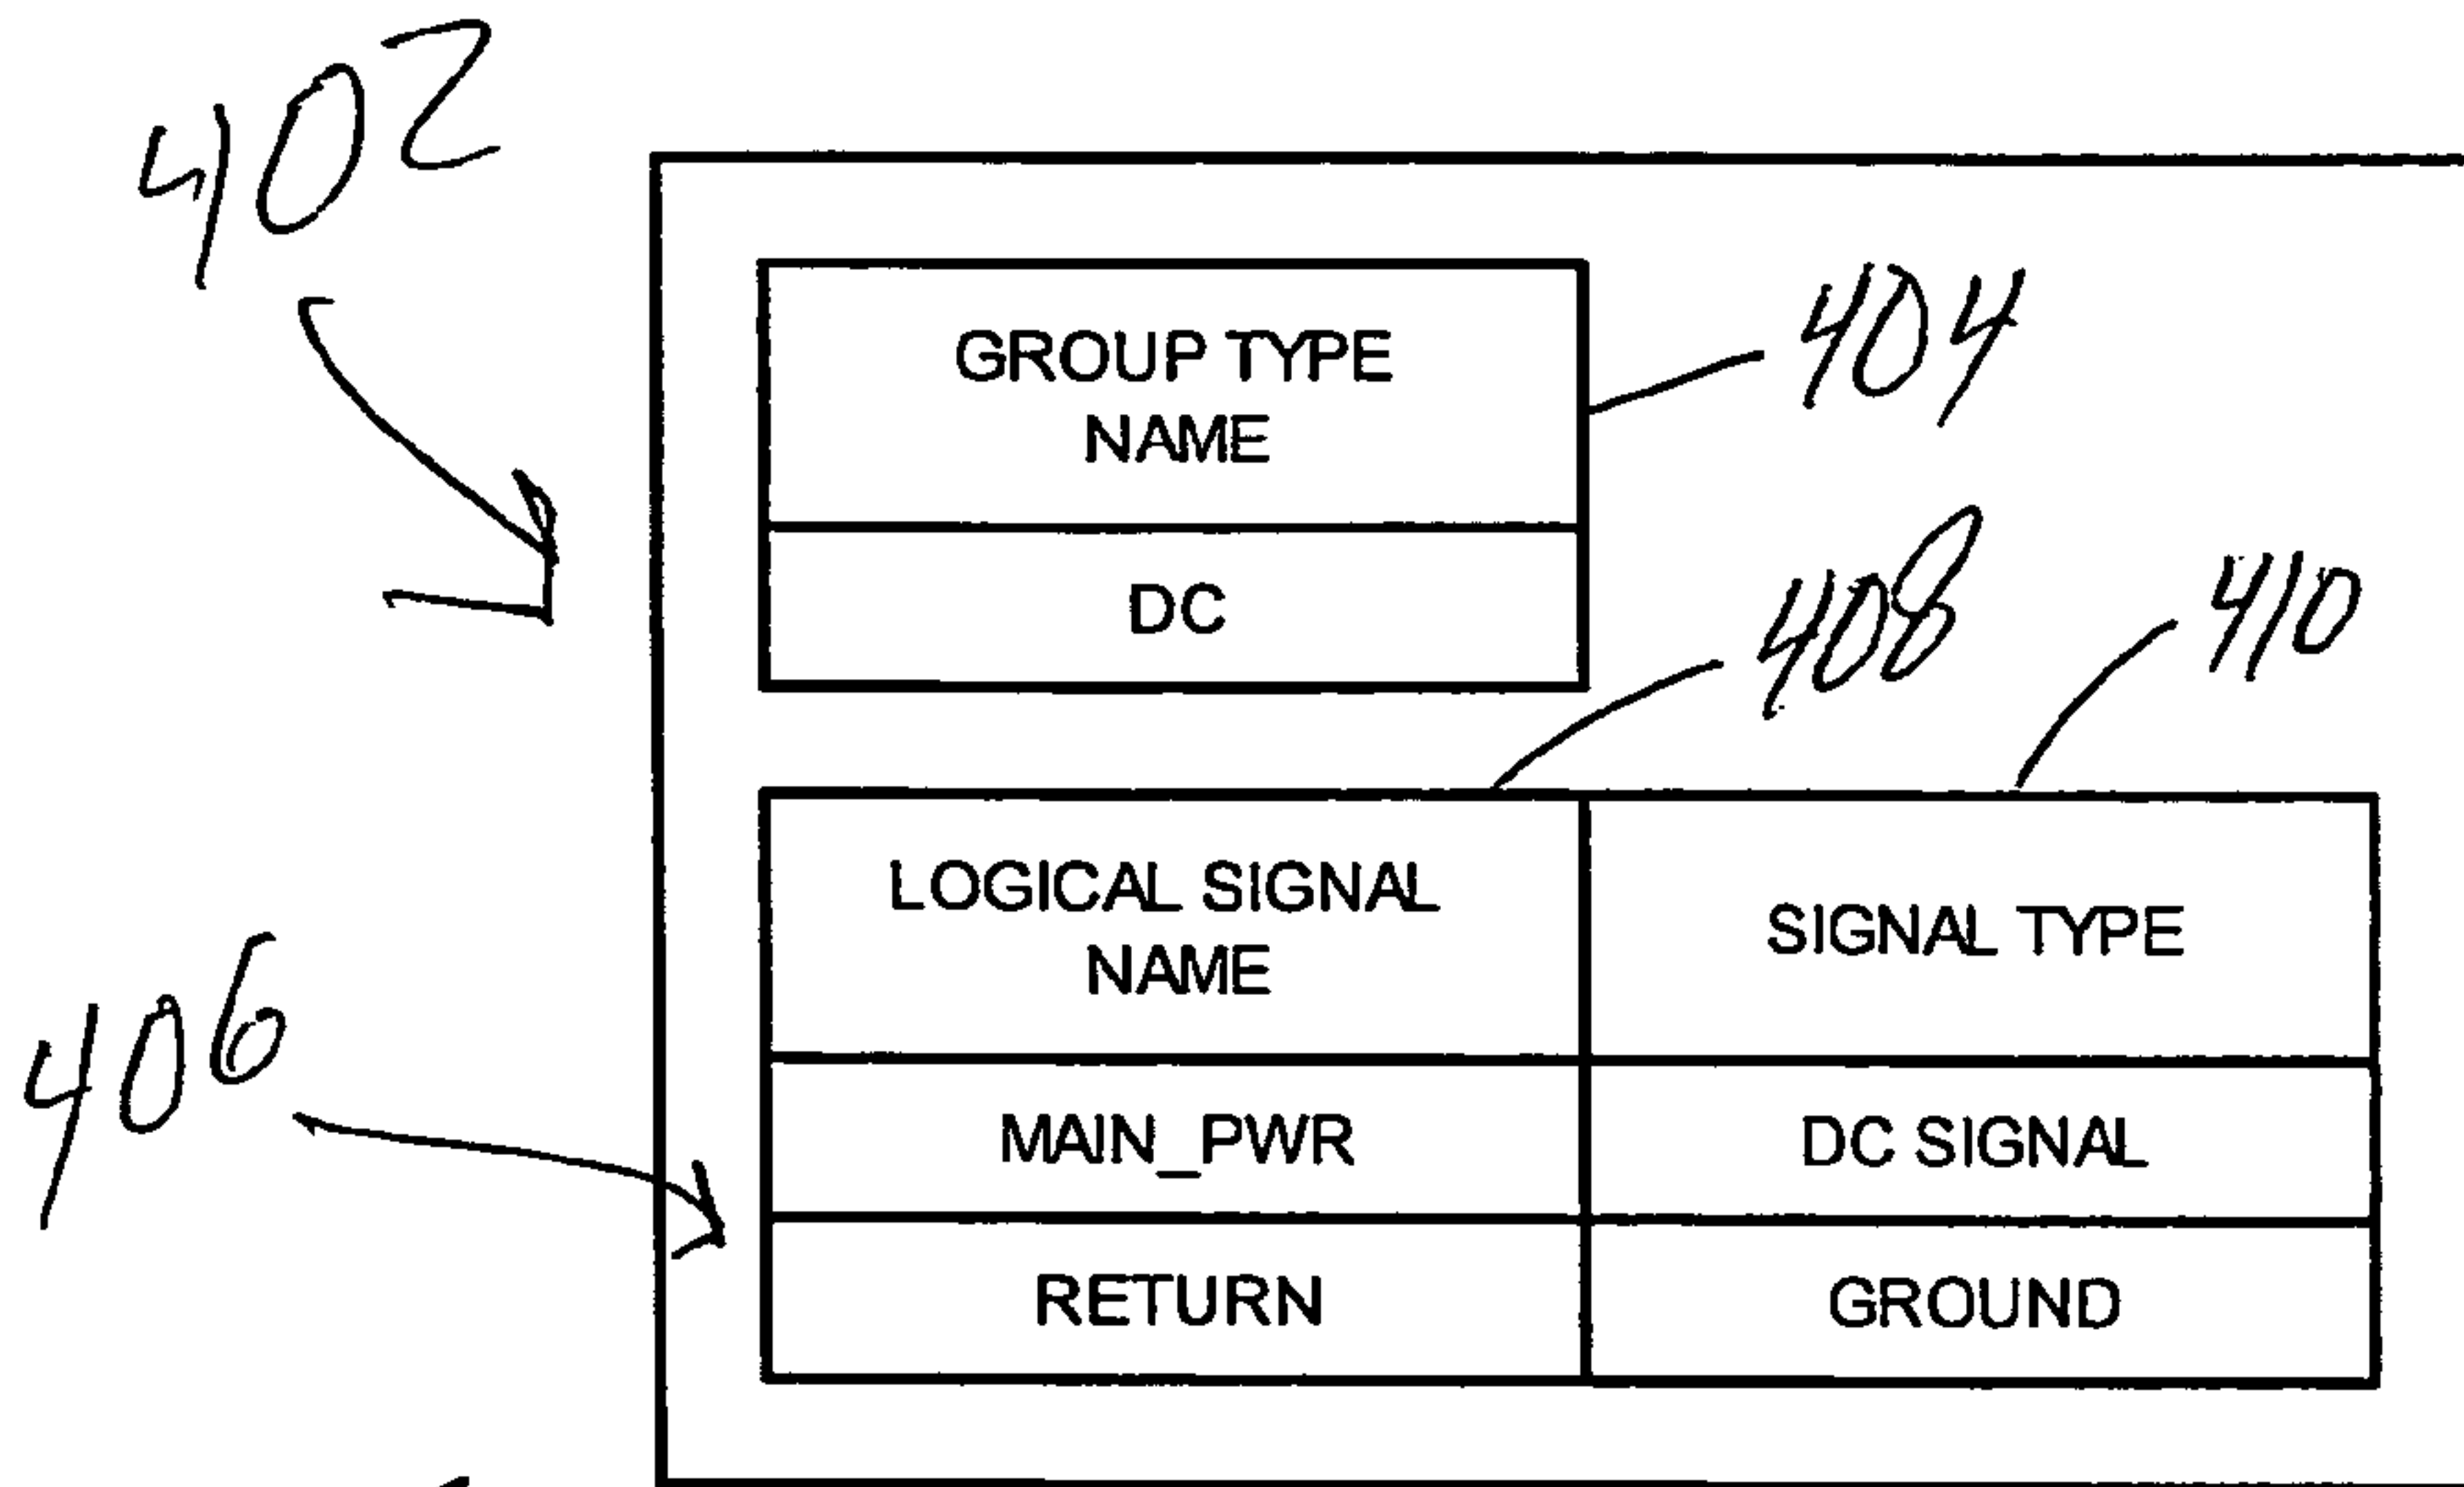 402
GROUP TYPE
NAME
404
DC
408
410
LOGICAL SIGNAL
NAME
SIGNAL TYPE
406
MAIN_PWR
DC SIGNAL
RETURN
GROUND